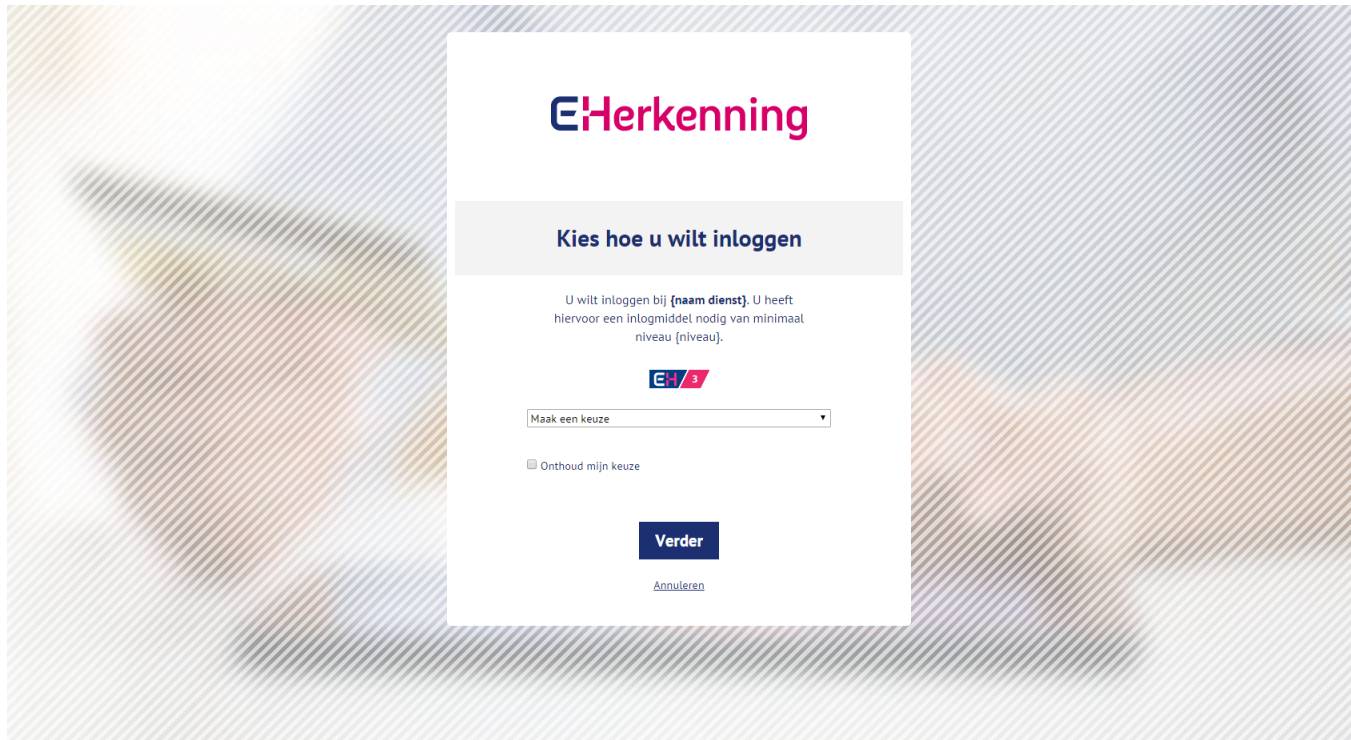 EHerkenning
Kies hoe u wilt inloggen
U wilt inloggen bij {naam dienst}. U heeft
hiervoor een inlogmiddel nodig van minimaal
niveau {niveau}.
EH 3
Maak een keuze
Onthoud mijn keuze
Verder
Annuleren